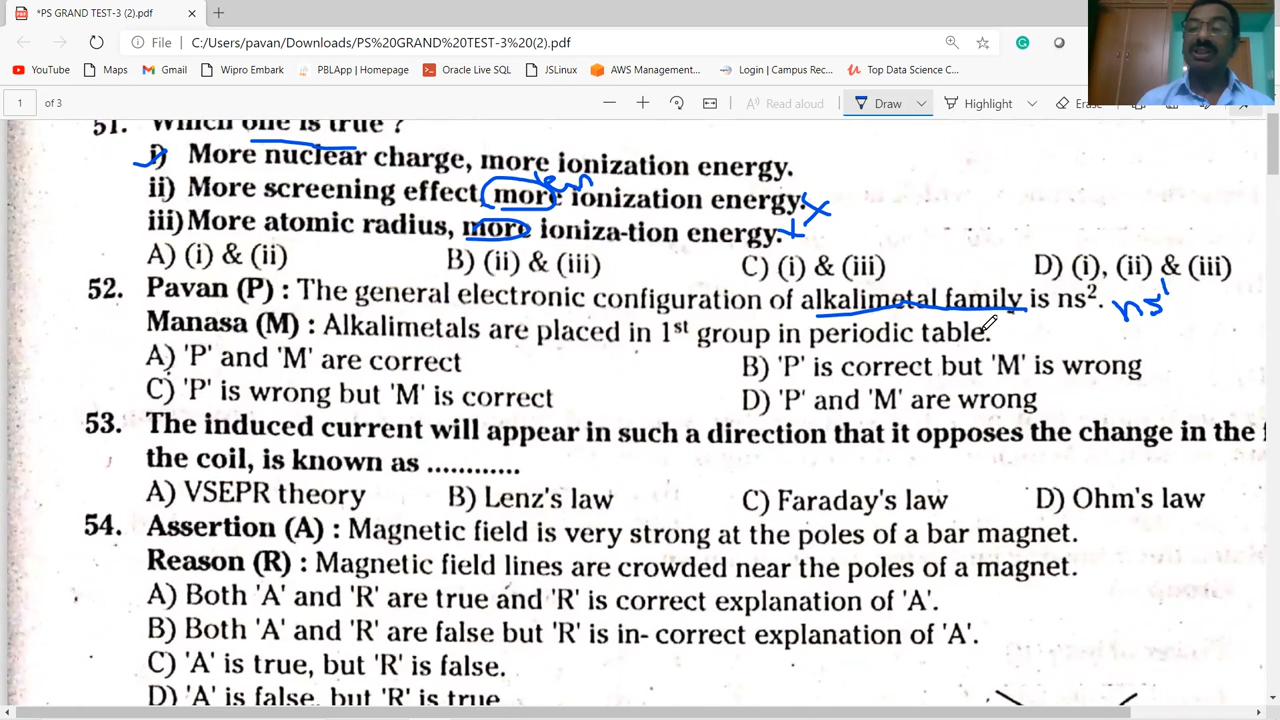 *PS GRAND TEST-3 (2).pdf
File C:/Users/pavan/Downloads/PS%20GRAND%20TEST-3%20(2).pdf
YouTube Maps Gmail Wipro Embark PBLApp | Homepage Oracle Live SQL JSLinux AWS Management... Login | Campus Rec... Top Data Science C...
1 of 3 Read aloud Draw Highlight Erase
51. Which one is true ?
i) More nuclear charge, more ionization energy.
less
ii) More screening effect, more ionization energy.
iii) More atomic radius, more ioniza-tion energy.
A) (i) & (ii) B) (ii) & (iii) C) (i) & (iii) D) (i), (ii) & (iii)
52. Pavan (P) : The general electronic configuration of alkalimetal family is ns². ns¹
Manasa (M) : Alkalimetals are placed in 1st group in periodic table.
A) 'P' and 'M' are correct B) 'P' is correct but 'M' is wrong
C) 'P' is wrong but 'M' is correct D) 'P' and 'M' are wrong
53. The induced current will appear in such a direction that it opposes the change in the
the coil, is known as ............
A) VSEPR theory B) Lenz's law C) Faraday's law D) Ohm's law
54. Assertion (A) : Magnetic field is very strong at the poles of a bar magnet.
Reason (R) : Magnetic field lines are crowded near the poles of a magnet.
A) Both 'A' and 'R' are true and 'R' is correct explanation of 'A'.
B) Both 'A' and 'R' are false but 'R' is in- correct explanation of 'A'.
C) 'A' is true, but 'R' is false.
D) 'A' is false, but 'R' is true